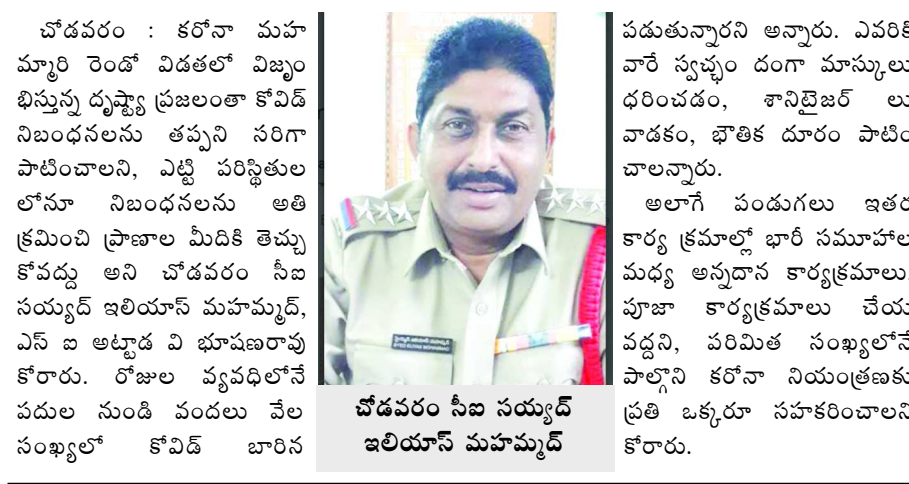 చోడవరం : కరోనా మహ
మ్మారి రెండో విడతలో విజృం
భిస్తున్న దృష్ట్యా ప్రజలంతా కోవిడ్
నిబంధనలను తప్పని సరిగా
పాటించాలని, ఎట్టి పరిస్థితుల
లోనూ నిబంధనలను అతి
క్రమించి ప్రాణాల మీదికి తెచ్చు
కోవద్దు అని చోడవరం సీఐ
సయ్యద్ ఇలియాస్ మహమ్మద్,
ఎస్ ఐ అట్టాడ వి భూషణరావు
కోరారు. రోజుల వ్యవధిలోనే
పదుల నుండి వందలు వేల
సంఖ్యలో కోవిడ్ బారిన
చోడవరం సీఐ సయ్యద్
ఇలియాస్ మహమ్మద్
పడుతున్నారని అన్నారు. ఎవరికి
వారే స్వచ్ఛం దంగా మాస్కులు
ధరించడం, శానిటైజర్ లు
వాడకం, భౌతిక దూరం పాటిం
చాలన్నారు.
అలాగే పండుగలు ఇతర
కార్య క్రమాల్లో భారీ సమూహాల
మధ్య అన్నదాన కార్యక్రమాలు,
పూజా కార్యక్రమాలు చేయ
వద్దని, పరిమిత సంఖ్యలోనే
పాల్గొని కరోనా నియంత్రణకు
ప్రతి ఒక్కరూ సహకరించాలని
కోరారు.